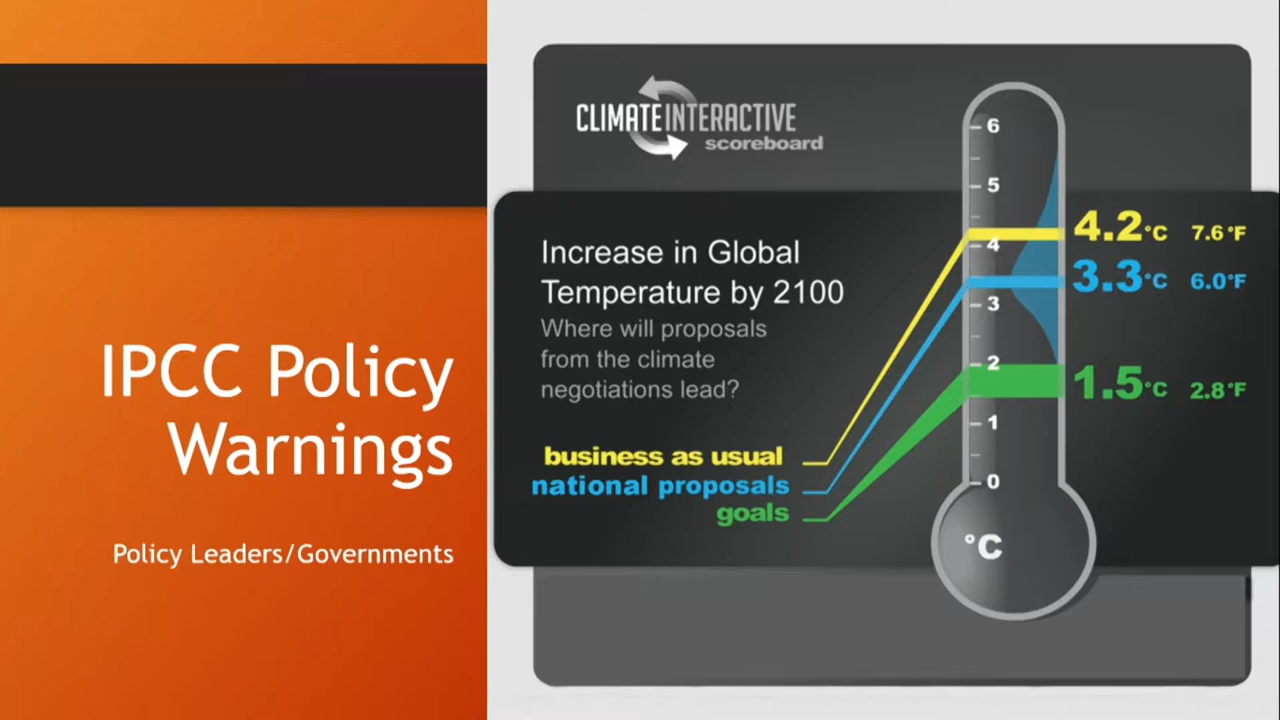 IPCC Policy
Warnings
Policy Leaders/Governments
CLIMATEINTERACTIVE
scoreboard
Increase in Global
Temperature by 2100
Where will proposals
from the climate
negotiations lead?
business as usual
national proposals
goals
6
5
4
3
2
1
0
°C
4.2°C 7.6°F
3.3°C 6.0°F
1.5°C 2.8°F